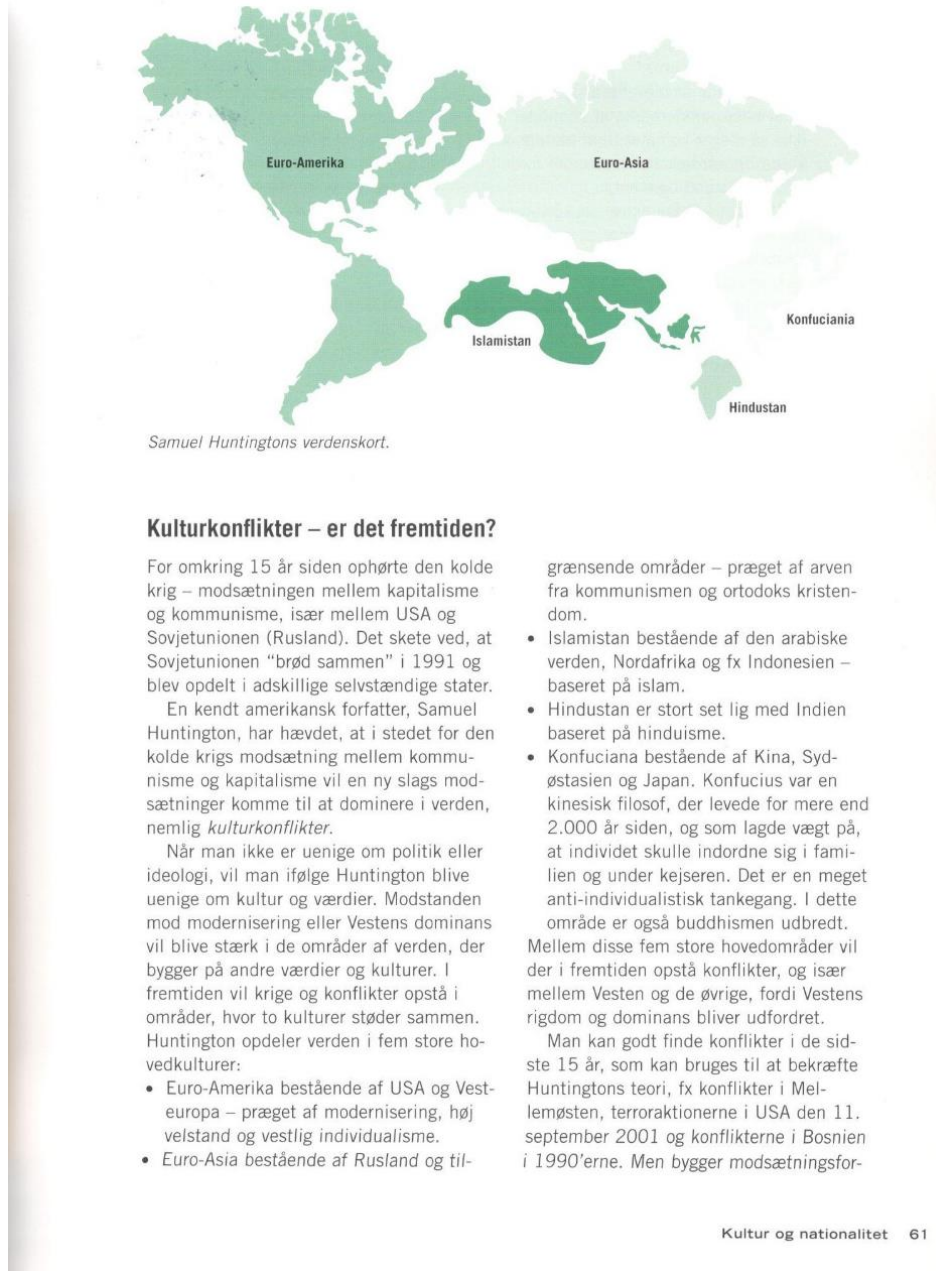 Euro-Amerika
Euro-Asia
Konfuciania
Islamistan
Hindustan
Samuel Huntingtons verdenskort.
Kulturkonflikter – er det fremtiden?
For omkring 15 år siden ophørte den kolde
krig – modsætningen mellem kapitalisme
og kommunisme, især mellem USA og
Sovjetunionen (Rusland). Det skete ved, at
Sovjetunionen “brød sammen” i 1991 og
blev opdelt i adskillige selvstændige stater.
En kendt amerikansk forfatter, Samuel
Huntington, har hævdet, at i stedet for den
kolde krigs modsætning mellem kommu-
nisme og kapitalisme vil en ny slags mod-
sætninger komme til at dominere i verden,
nemlig kulturkonflikter.
Når man ikke er uenige om politik eller
ideologi, vil man ifølge Huntington blive
uenige om kultur og værdier. Modstanden
mod modernisering eller Vestens dominans
vil blive stærk i de områder af verden, der
bygger på andre værdier og kulturer. I
fremtiden vil krige og konflikter opstå i
områder, hvor to kulturer støder sammen.
Huntington opdeler verden i fem store ho-
vedkulturer:
• Euro-Amerika bestående af USA og Vest-
europa – præget af modernisering, høj
velstand og vestlig individualisme.
• Euro-Asia bestående af Rusland og til-
grænsende områder – præget af arven
fra kommunismen og ortodoks kristen-
dom.
• Islamistan bestående af den arabiske
verden, Nordafrika og fx Indonesien –
baseret på islam.
• Hindustan er stort set lig med Indien
baseret på hinduisme.
• Konfuciana bestående af Kina, Syd-
østasien og Japan. Konfucius var en
kinesisk filosof, der levede for mere end
2.000 år siden, og som lagde vægt på,
at individet skulle indordne sig i fami-
lien og under kejseren. Det er en meget
anti-individualistisk tankegang. I dette
område er også buddhismen udbredt.
Mellem disse fem store hovedområder vil
der i fremtiden opstå konflikter, og især
mellem Vesten og de øvrige, fordi Vestens
rigdom og dominans bliver udfordret.
Man kan godt finde konflikter i de sid-
ste 15 år, som kan bruges til at bekræfte
Huntingtons teori, fx konflikter i Mel-
lemøsten, terroraktionerne i USA den 11.
september 2001 og konflikterne i Bosnien
i 1990’erne. Men bygger modsætningsfor-
Kultur og nationalitet 61